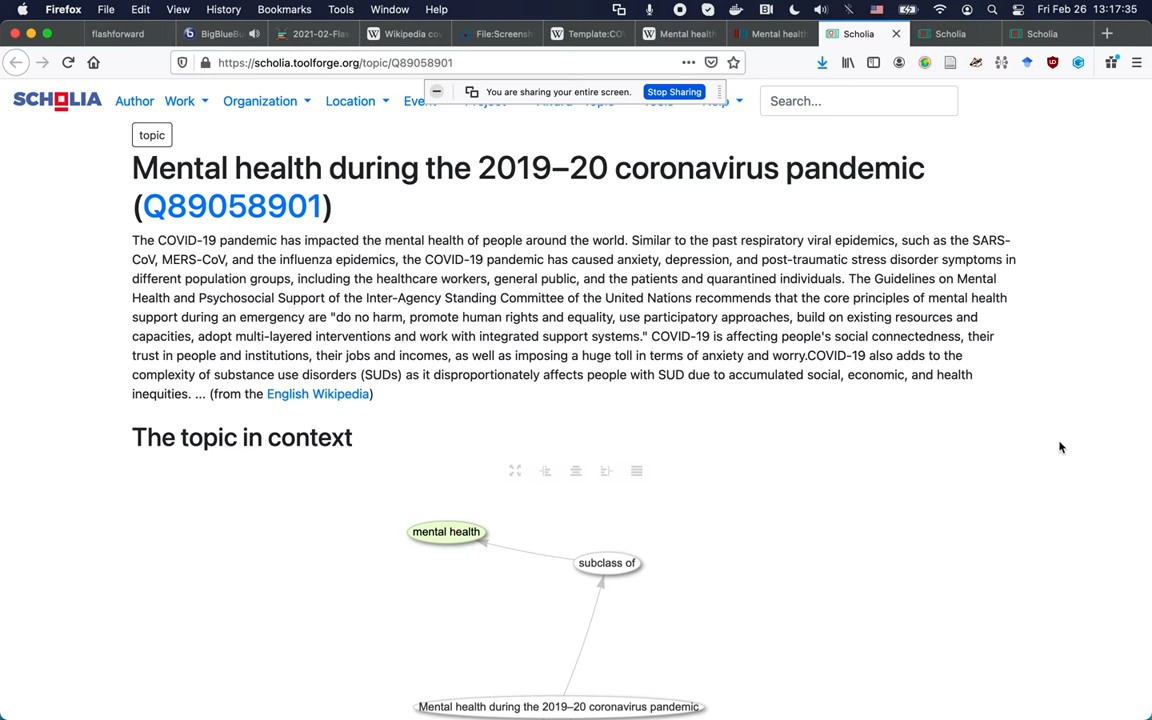 Firefox File Edit View History Bookmarks Tools Window Help Fri Feb 26 13:17:35
flashforward BigBlueBu 2021-02-Fla Wikipedia cov File:Screensh Template:CO Mental health Mental health Scholia Scholia Scholia
https://scholia.toolforge.org/topic/Q89058901
You are sharing your entire screen. Stop Sharing
SCHOLIA Author Work Organization Location Event Search...
topic
Mental health during the 2019–20 coronavirus pandemic
(Q89058901)
The COVID-19 pandemic has impacted the mental health of people around the world. Similar to the past respiratory viral epidemics, such as the SARS-
CoV, MERS-CoV, and the influenza epidemics, the COVID-19 pandemic has caused anxiety, depression, and post-traumatic stress disorder symptoms in
different population groups, including the healthcare workers, general public, and the patients and quarantined individuals. The Guidelines on Mental
Health and Psychosocial Support of the Inter-Agency Standing Committee of the United Nations recommends that the core principles of mental health
support during an emergency are "do no harm, promote human rights and equality, use participatory approaches, build on existing resources and
capacities, adopt multi-layered interventions and work with integrated support systems." COVID-19 is affecting people's social connectedness, their
trust in people and institutions, their jobs and incomes, as well as imposing a huge toll in terms of anxiety and worry.COVID-19 also adds to the
complexity of substance use disorders (SUDs) as it disproportionately affects people with SUD due to accumulated social, economic, and health
inequities. ... (from the English Wikipedia)
The topic in context
mental health
subclass of
Mental health during the 2019–20 coronavirus pandemic